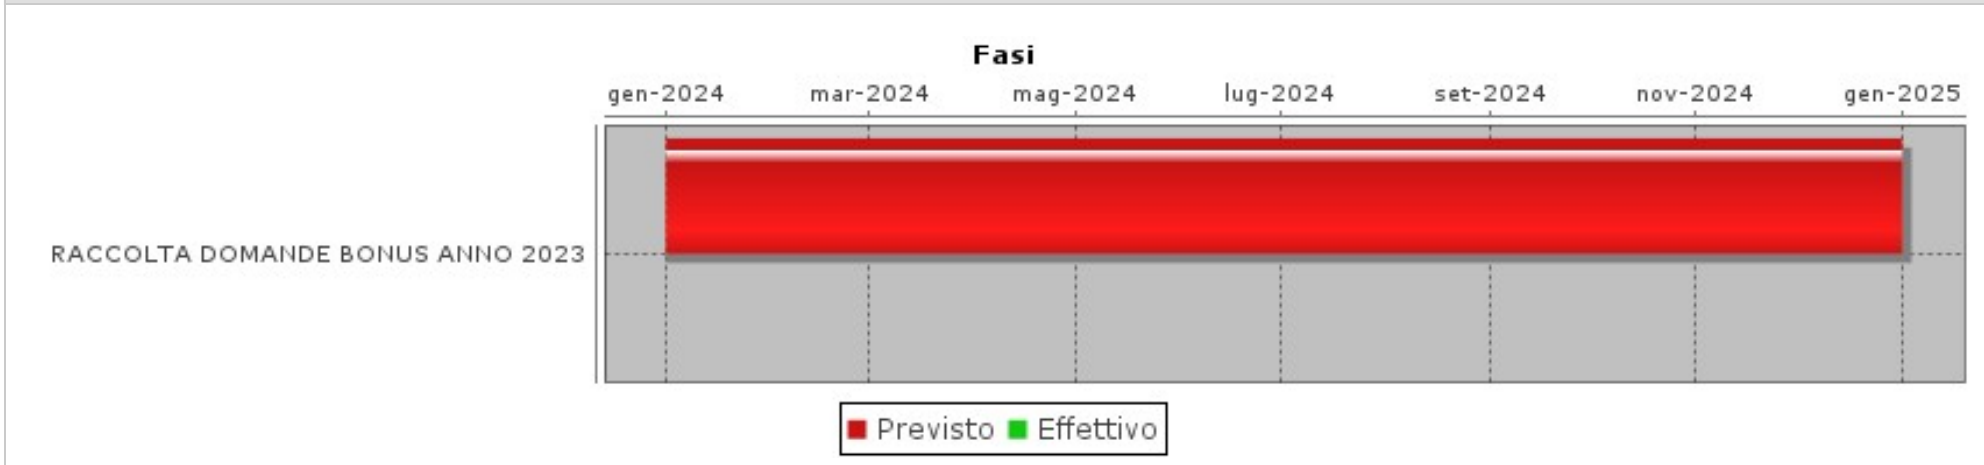 Fasi
gen-2024 mar-2024 mag-2024 lug-2024 set-2024 nov-2024 gen-2025
RACCOLTA DOMANDE BONUS ANNO 2023
Previsto Effettivo